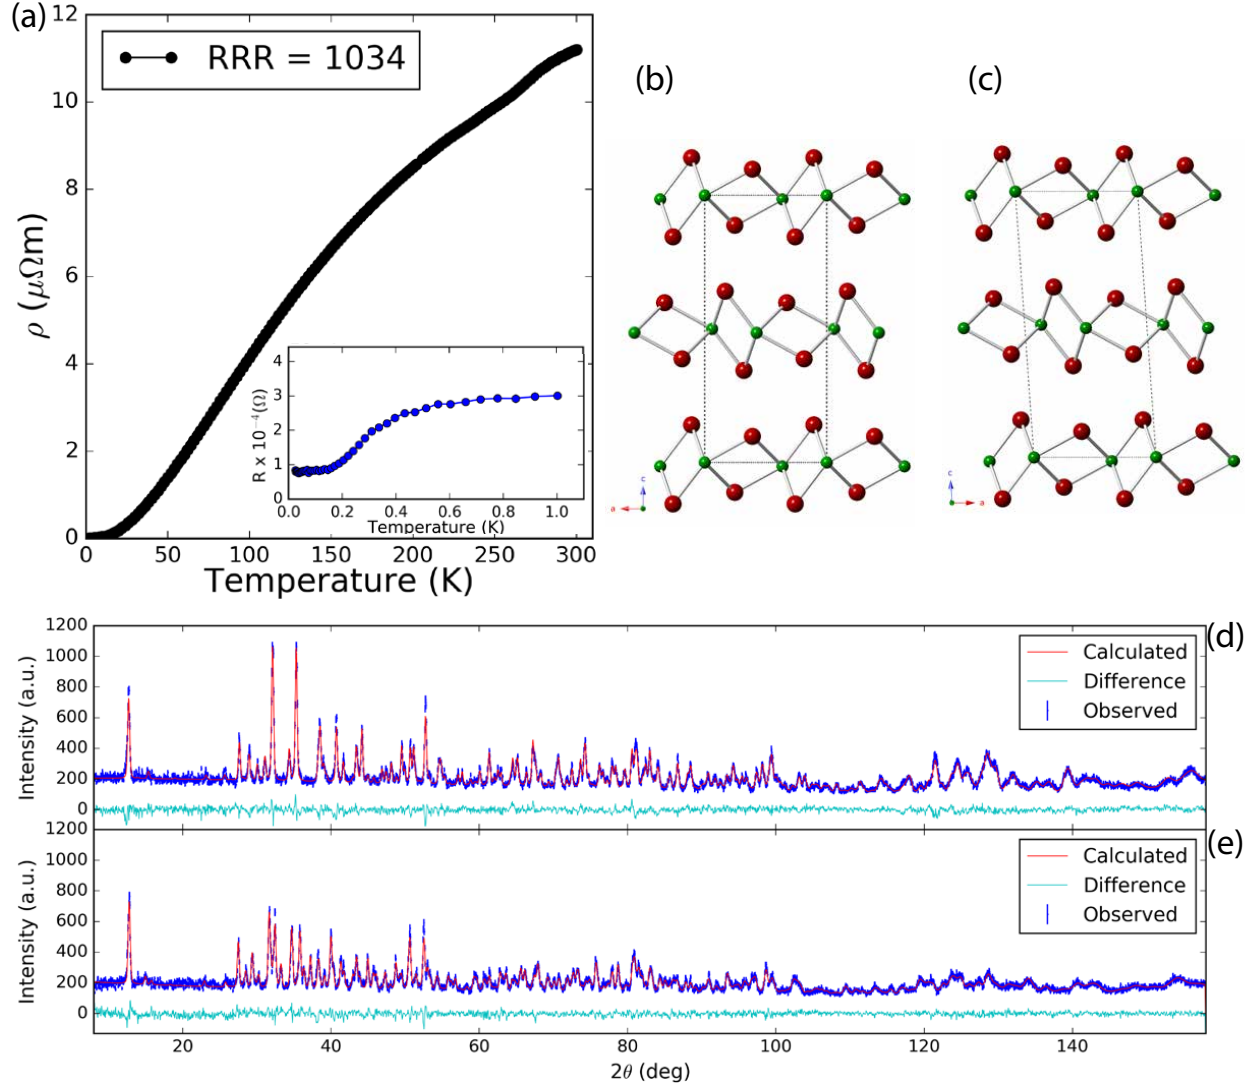 (a)
12
10
8
6
4
2
0
ρ (μΩm)
RRR = 1034
4
3
2
1
0
R x 10⁻⁴(Ω)
0.0 0.2 0.4 0.6 0.8 1.0
Temperature (K)
0 50 100 150 200 250 300
Temperature (K)
(b)
c
a
(c)
c
a
(d)
1200
1000
800
600
400
200
0
Intensity (a.u.)
Calculated
Difference
Observed
(e)
1200
1000
800
600
400
200
0
Intensity (a.u.)
Calculated
Difference
Observed
20 40 60 80 100 120 140
2θ (deg)